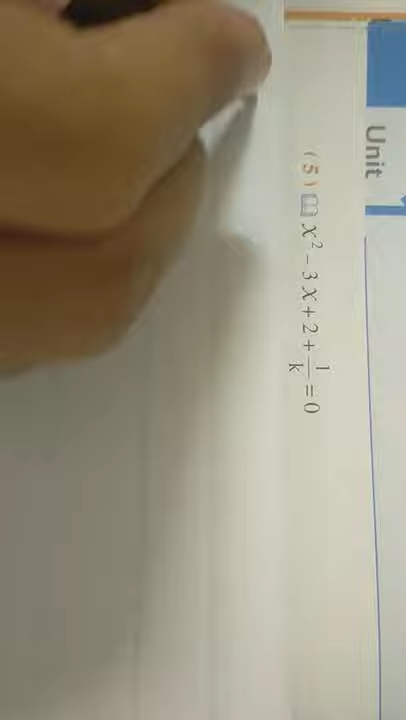 Unit
(5) x² - 3x + 2 + 1/k = 0